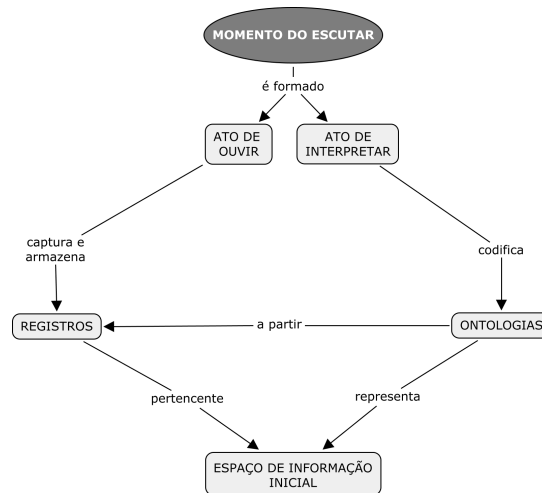 MOMENTO DO ESCUTAR
é formado
ATO DE
OUVIR
ATO DE
INTERPRETAR
captura e
armazena
codifica
REGISTROS
a partir
ONTOLOGIAS
pertencente
representa
ESPAÇO DE INFORMAÇÃO
INICIAL